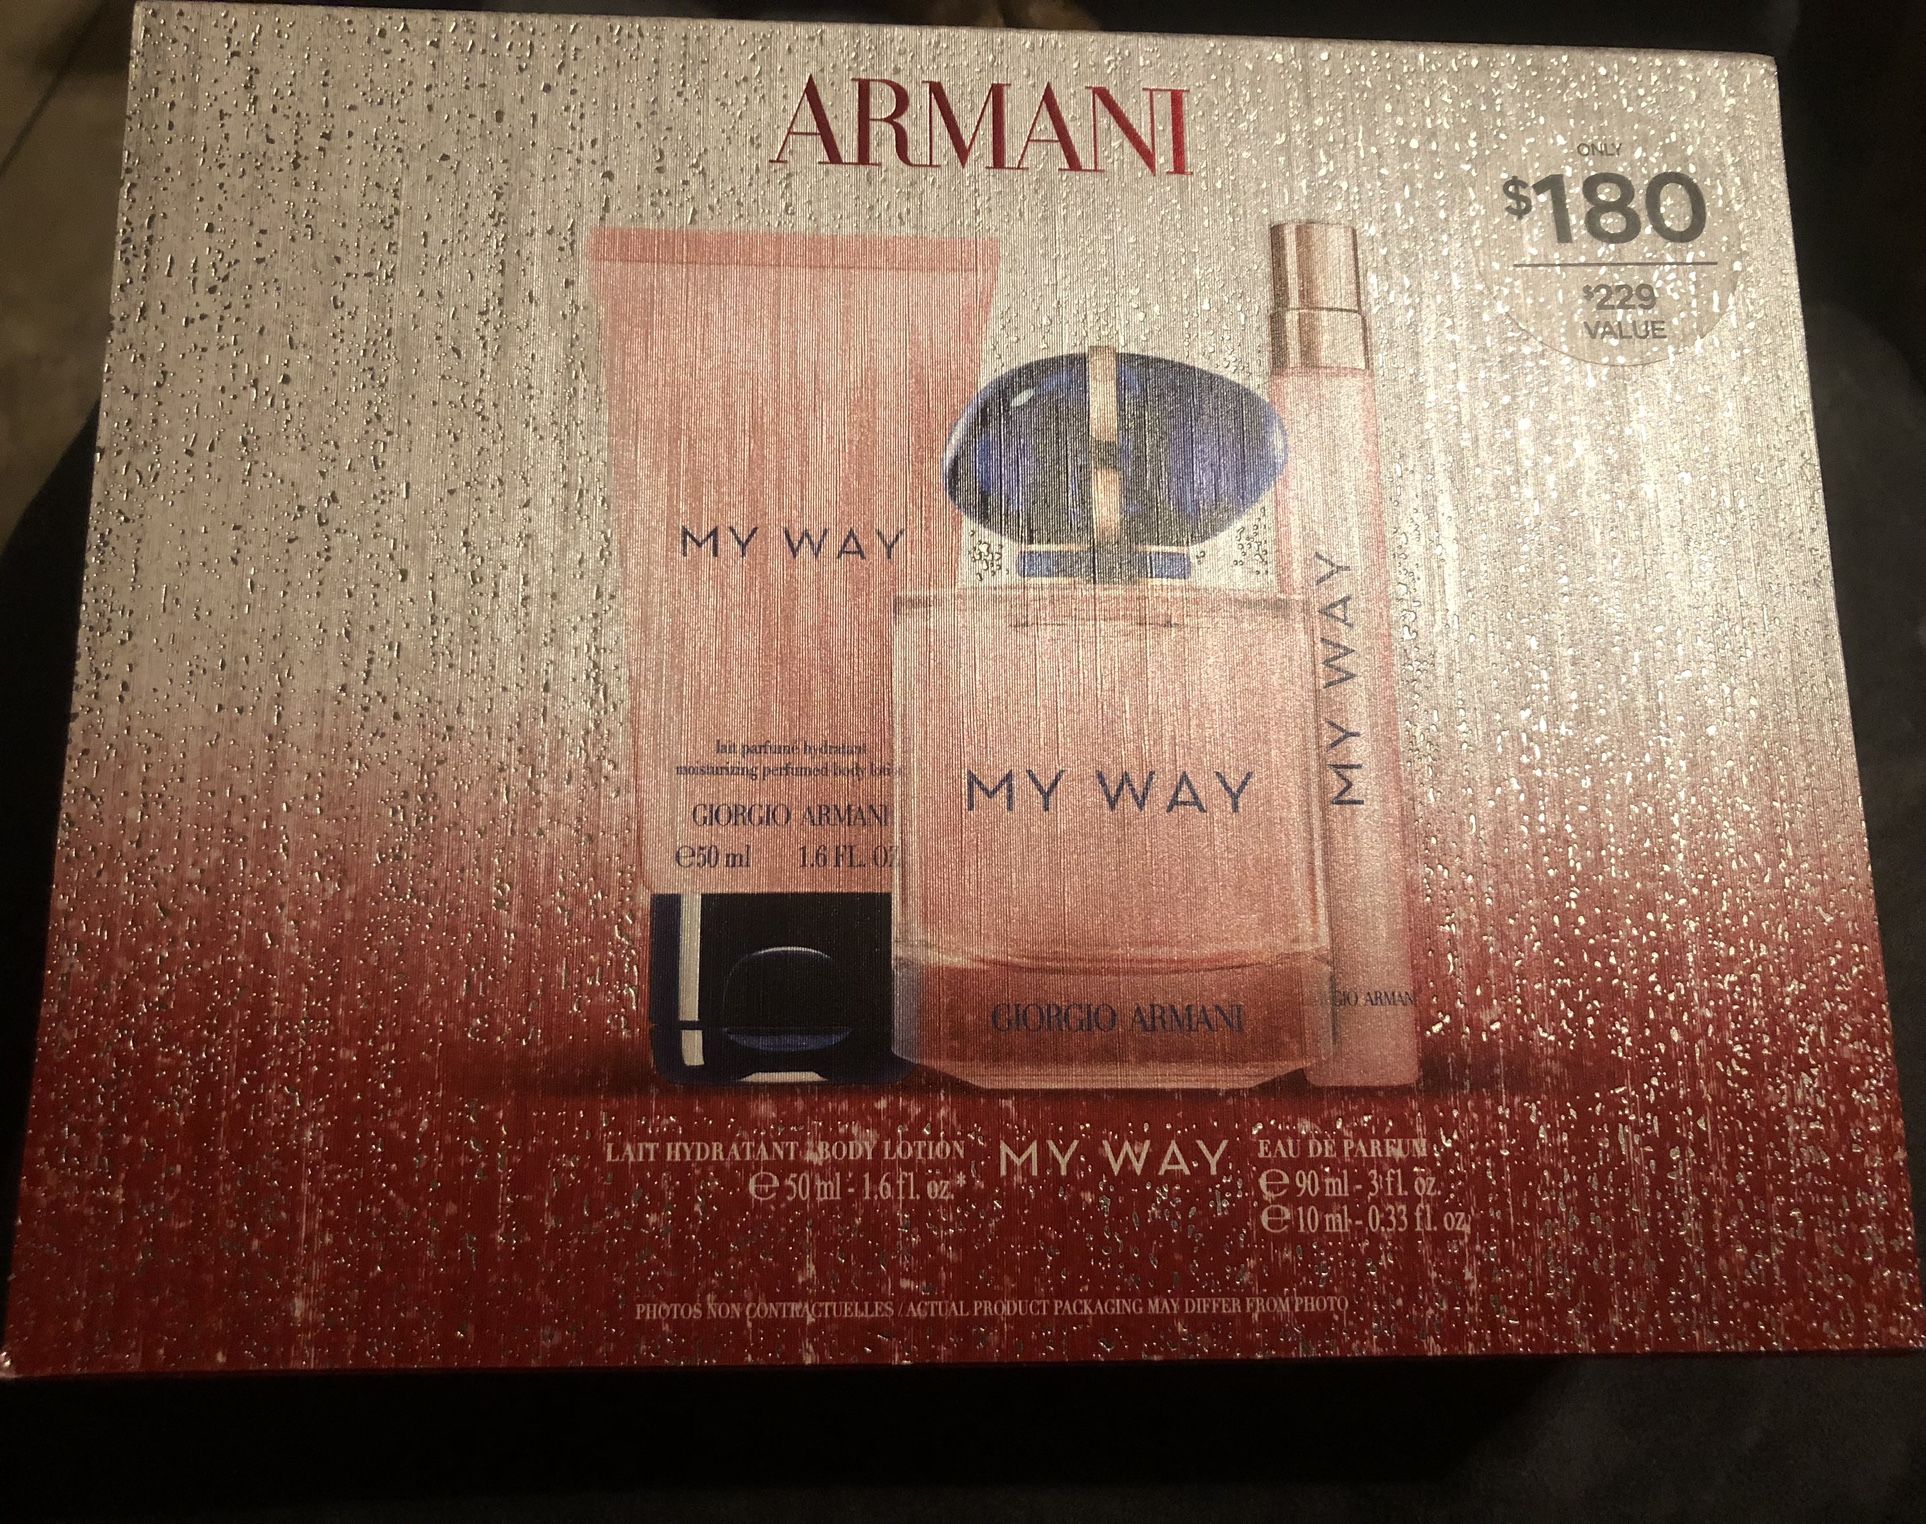 ARMANI
ONLY
$180
$229
VALUE
MY WAY
lait parfumé hydratant
moisturizing perfumed body loti
GIORGIO ARMANI
℮50 ml 1.6 FL. OZ
MY WAY
GIORGIO ARMANI
MY WAY
GIO ARMANI
LAIT HYDRATANT / BODY LOTION
℮ 50 ml - 1.6 fl. oz.*
MY WAY
EAU DE PARFUM
℮ 90 ml - 3 fl. oz.
℮ 10 ml - 0.33 fl. oz.
PHOTOS NON CONTRACTUELLES / ACTUAL PRODUCT PACKAGING MAY DIFFER FROM PHOTO